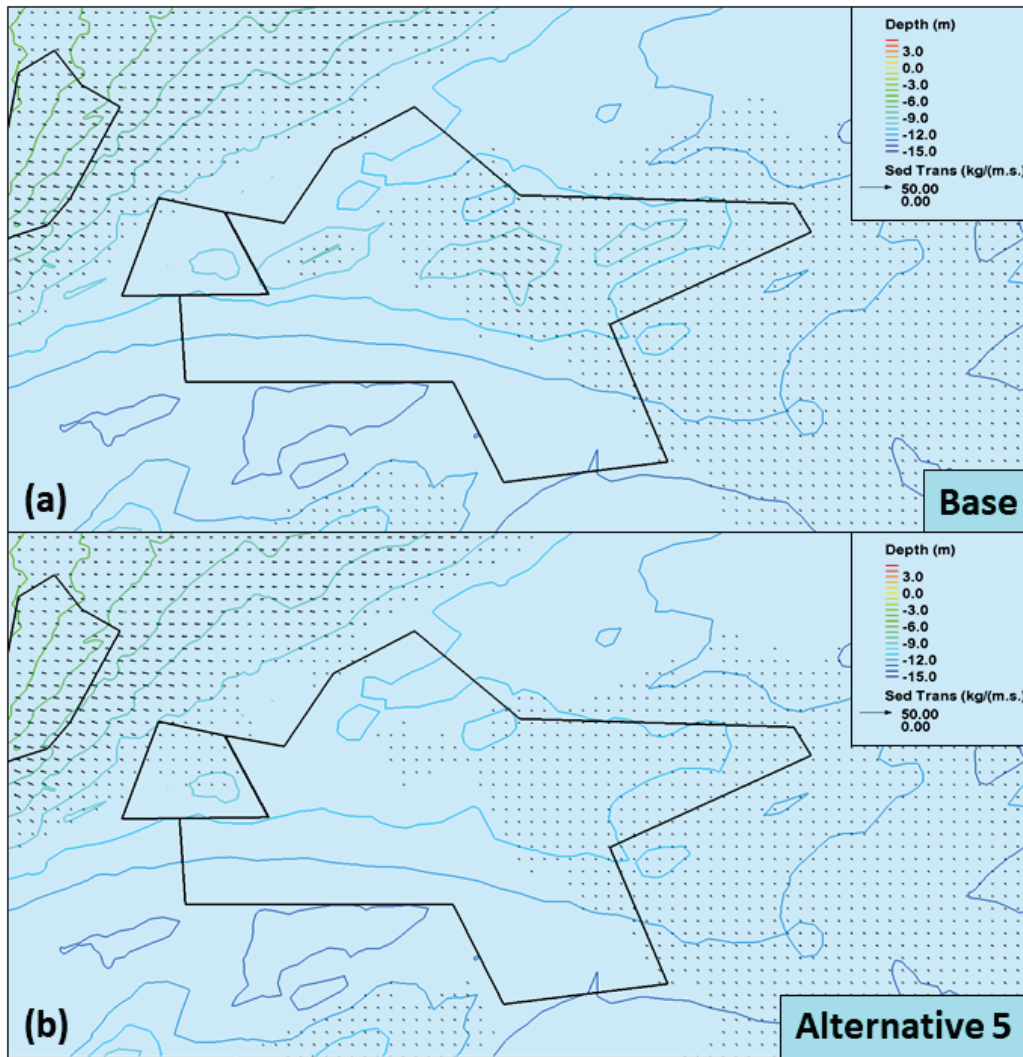 Depth (m)
3.0
0.0
-3.0
-6.0
-9.0
-12.0
-15.0
Sed Trans (kg/(m.s.)
50.00
0.00
(a)
Base
Depth (m)
3.0
0.0
-3.0
-6.0
-9.0
-12.0
-15.0
Sed Trans (kg/(m.s.)
50.00
0.00
(b)
Alternative 5